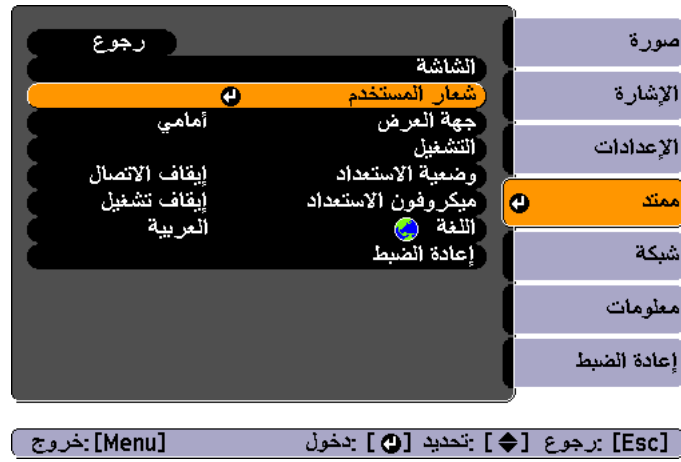 رجوع
الشاشة
شعار المستخدم
جهة العرض أمامي
التشغيل
وضعية الاستعداد إيقاف الاتصال
ميكروفون الاستعداد إيقاف تشغيل
اللغة العربية
إعادة الضبط
صورة
الإشارة
الإعدادات
ممتد
شبكة
معلومات
إعادة الضبط
[Esc] :رجوع [◆] :تحديد [↵] :دخول [Menu] :خروج